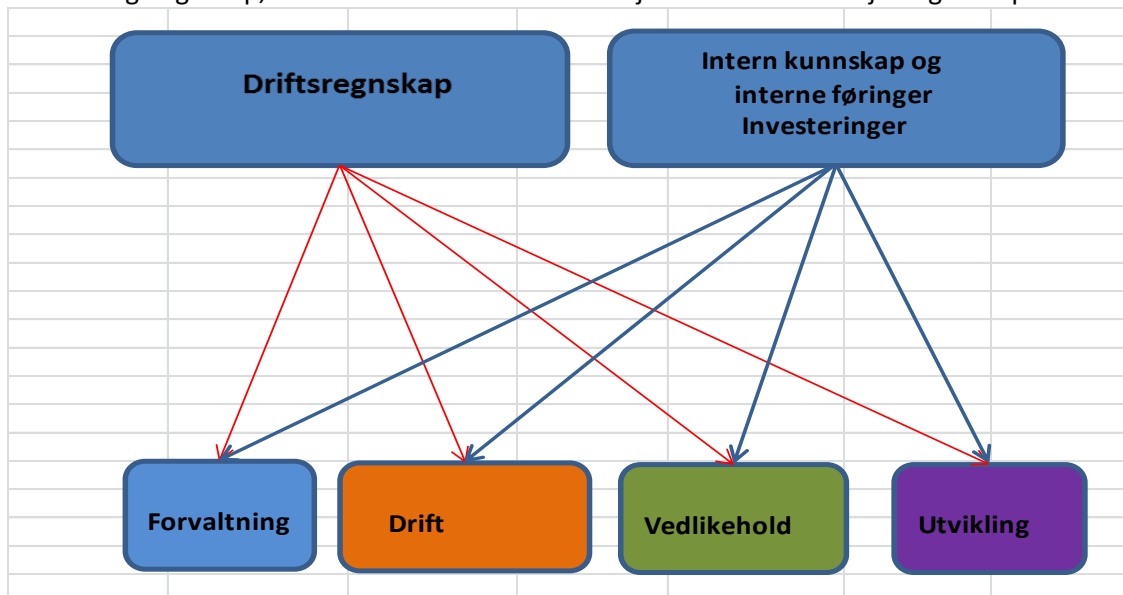 Driftsregnskap
Intern kunnskap og
interne føringer
Investeringer
Forvaltning
Drift
Vedlikehold
Utvikling